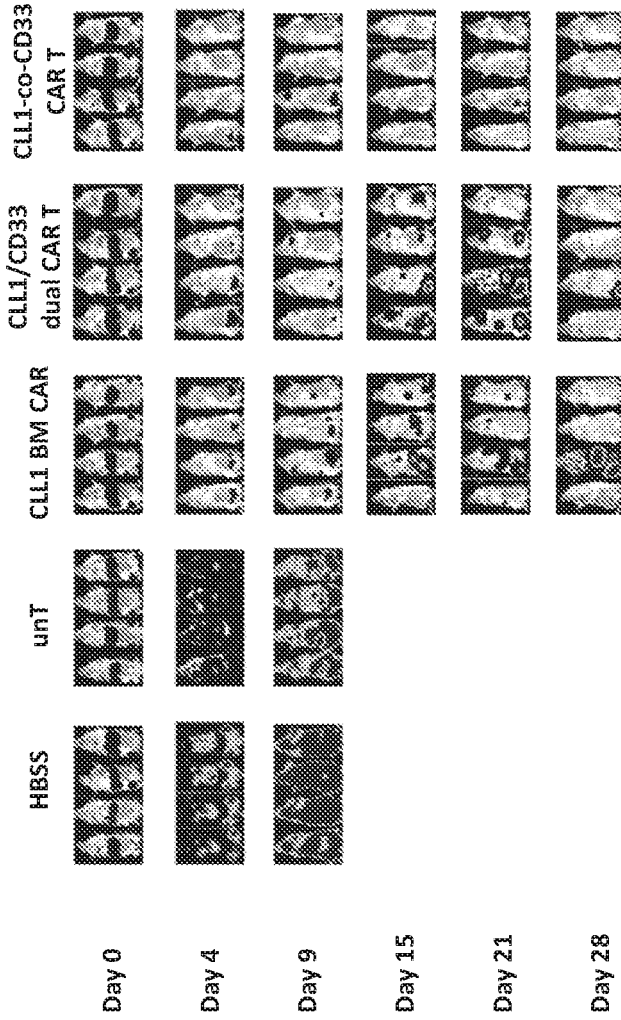 HBSS
unT
CLL1 BM CAR
CLL1/CD33
dual CAR T
CLL1-co-CD33
CAR T
Day 0
Day 4
Day 9
Day 15
Day 21
Day 28